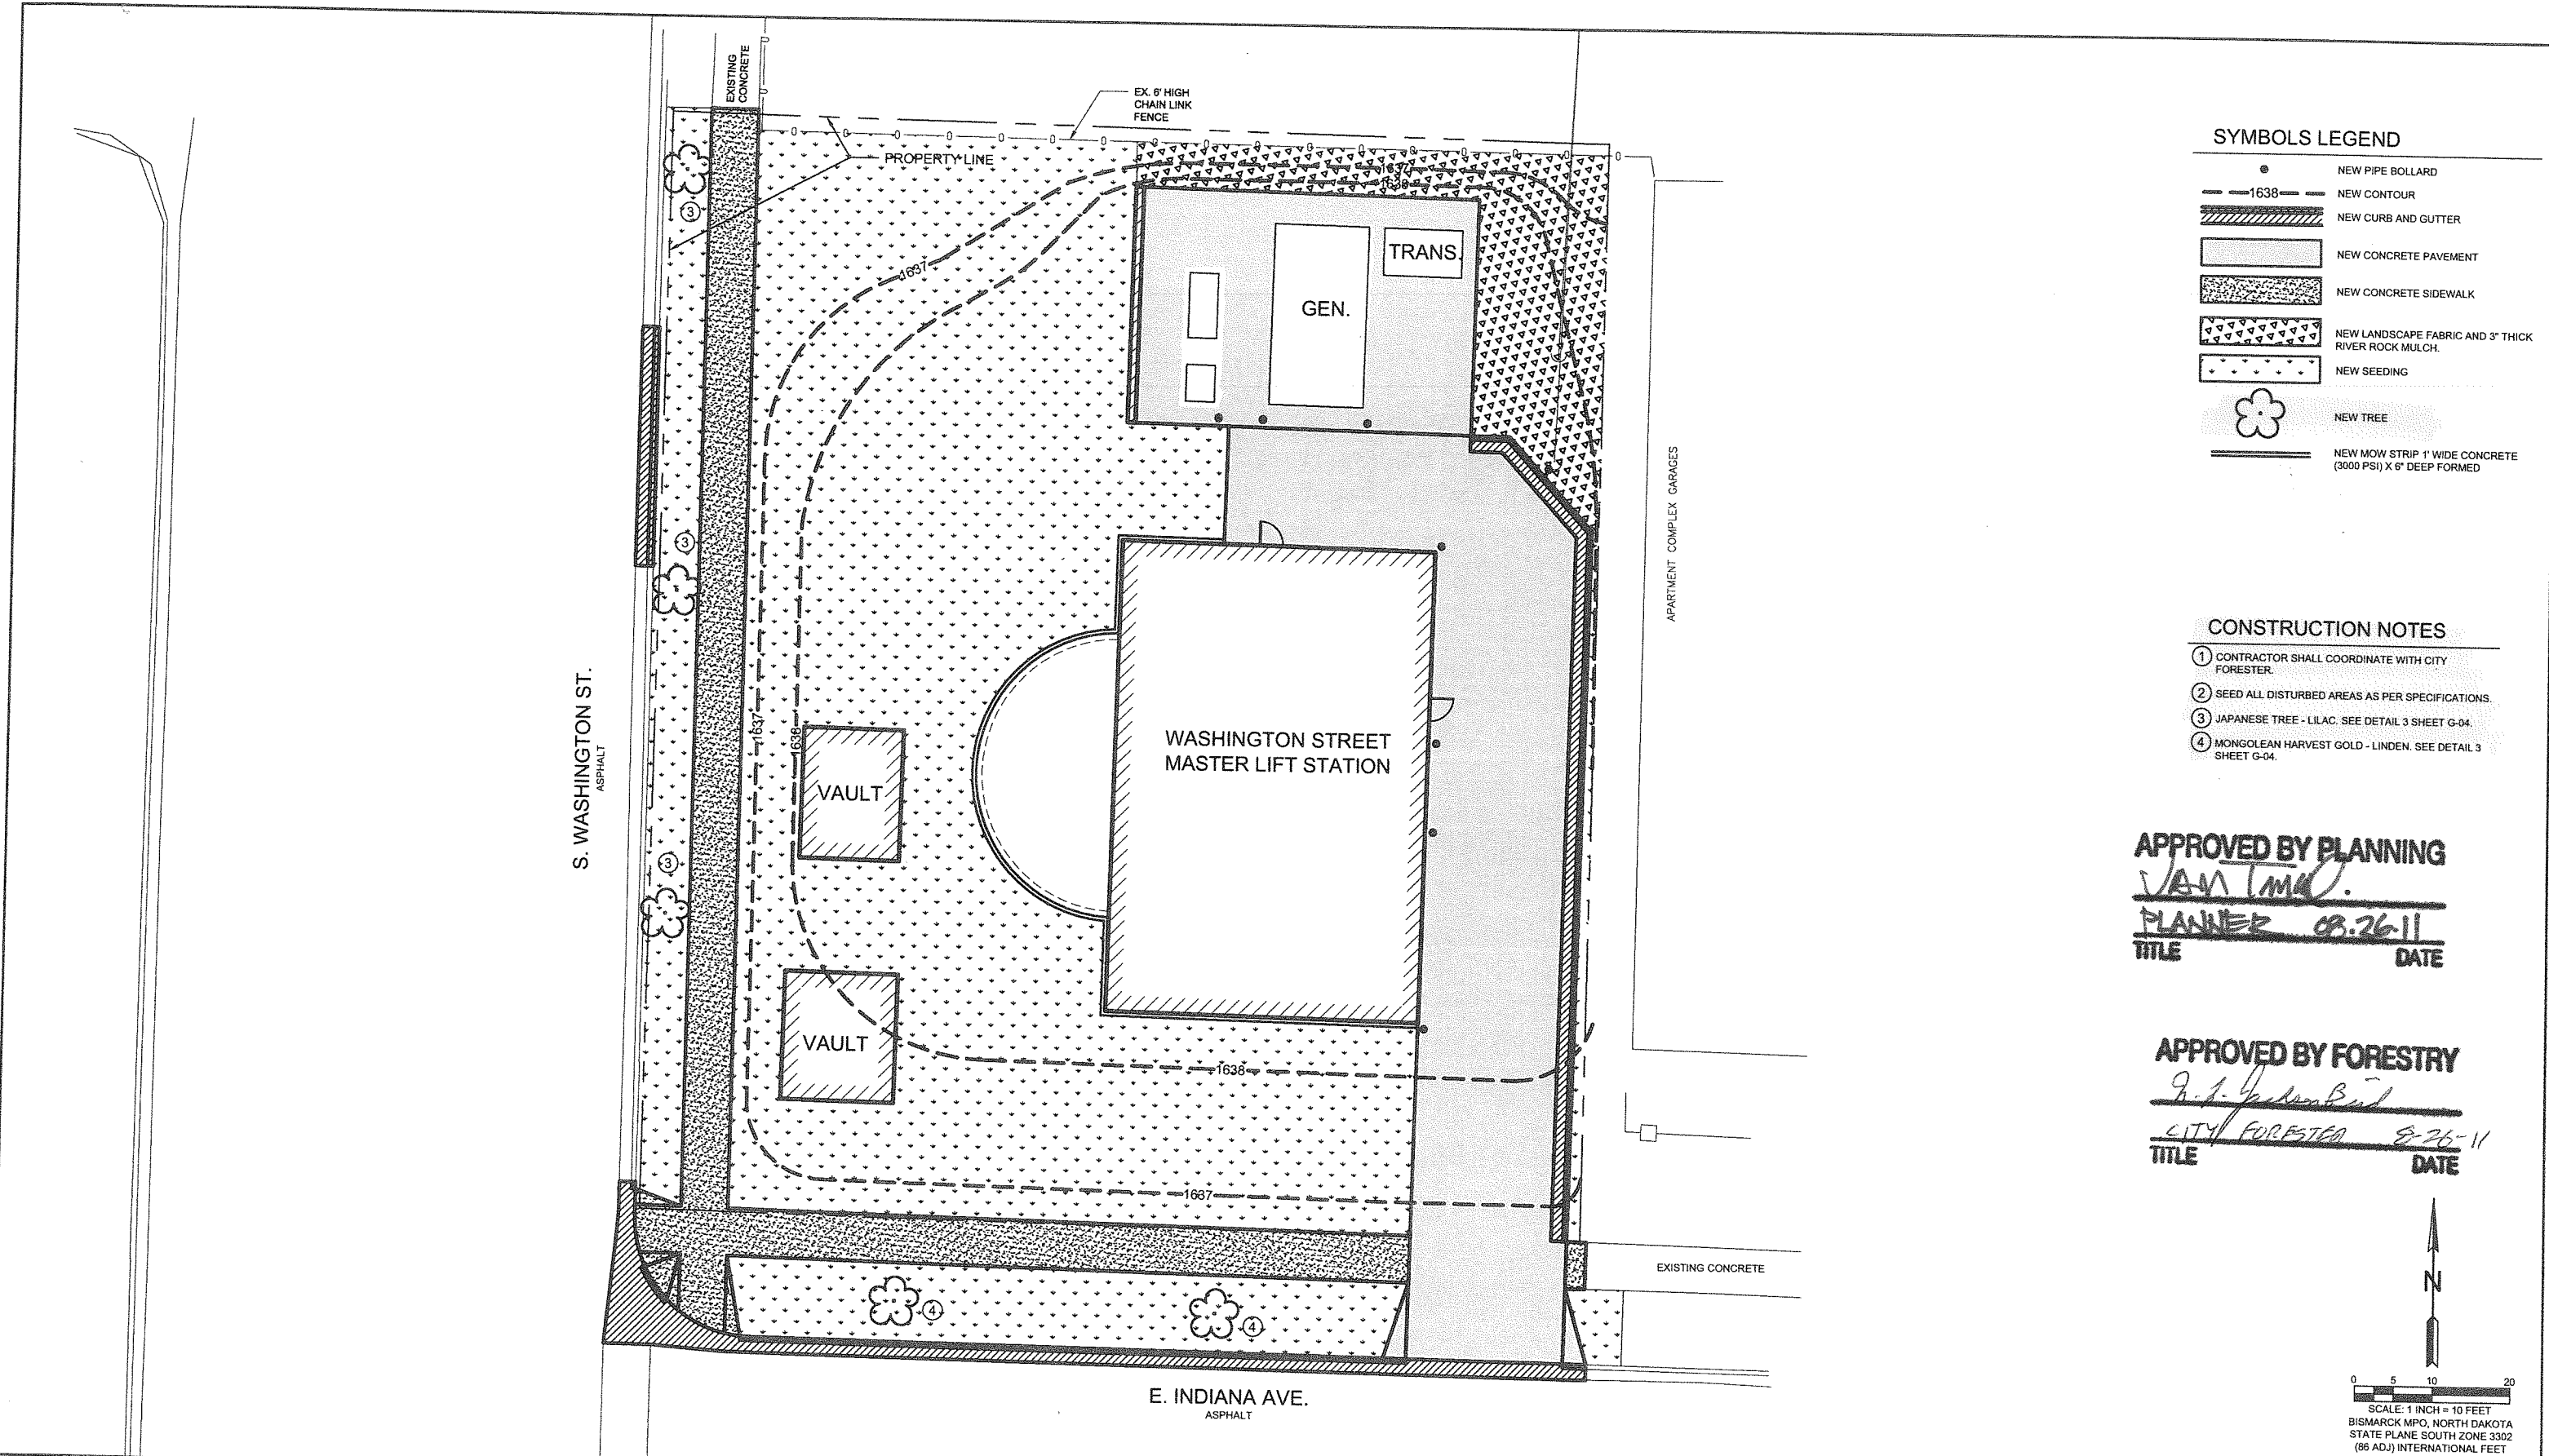 EXISTING
CONCRETE
EX. 6' HIGH
CHAIN LINK
FENCE
PROPERTY LINE
1637
1638
1637
TRANS.
GEN.
3
3
3
APARTMENT COMPLEX GARAGES
S. WASHINGTON ST.
ASPHALT
1637
1638
VAULT
WASHINGTON STREET
MASTER LIFT STATION
VAULT
1638
1637
EXISTING CONCRETE
4
4
E. INDIANA AVE.
ASPHALT
SYMBOLS LEGEND
NEW PIPE BOLLARD
1638 NEW CONTOUR
NEW CURB AND GUTTER
NEW CONCRETE PAVEMENT
NEW CONCRETE SIDEWALK
NEW LANDSCAPE FABRIC AND 3" THICK
RIVER ROCK MULCH.
NEW SEEDING
NEW TREE
NEW MOW STRIP 1' WIDE CONCRETE
(3000 PSI) X 6" DEEP FORMED
CONSTRUCTION NOTES
1 CONTRACTOR SHALL COORDINATE WITH CITY
FORESTER.
2 SEED ALL DISTURBED AREAS AS PER SPECIFICATIONS.
3 JAPANESE TREE - LILAC. SEE DETAIL 3 SHEET G-04.
4 MONGOLEAN HARVEST GOLD - LINDEN. SEE DETAIL 3
SHEET G-04.
APPROVED BY PLANNING
PLANNER 08.26.11
TITLE DATE
APPROVED BY FORESTRY
CITY FORESTER 8-26-11
TITLE DATE
N
0 5 10 20
SCALE: 1 INCH = 10 FEET
BISMARCK MPO, NORTH DAKOTA
STATE PLANE SOUTH ZONE 3302
(86 ADJ) INTERNATIONAL FEET